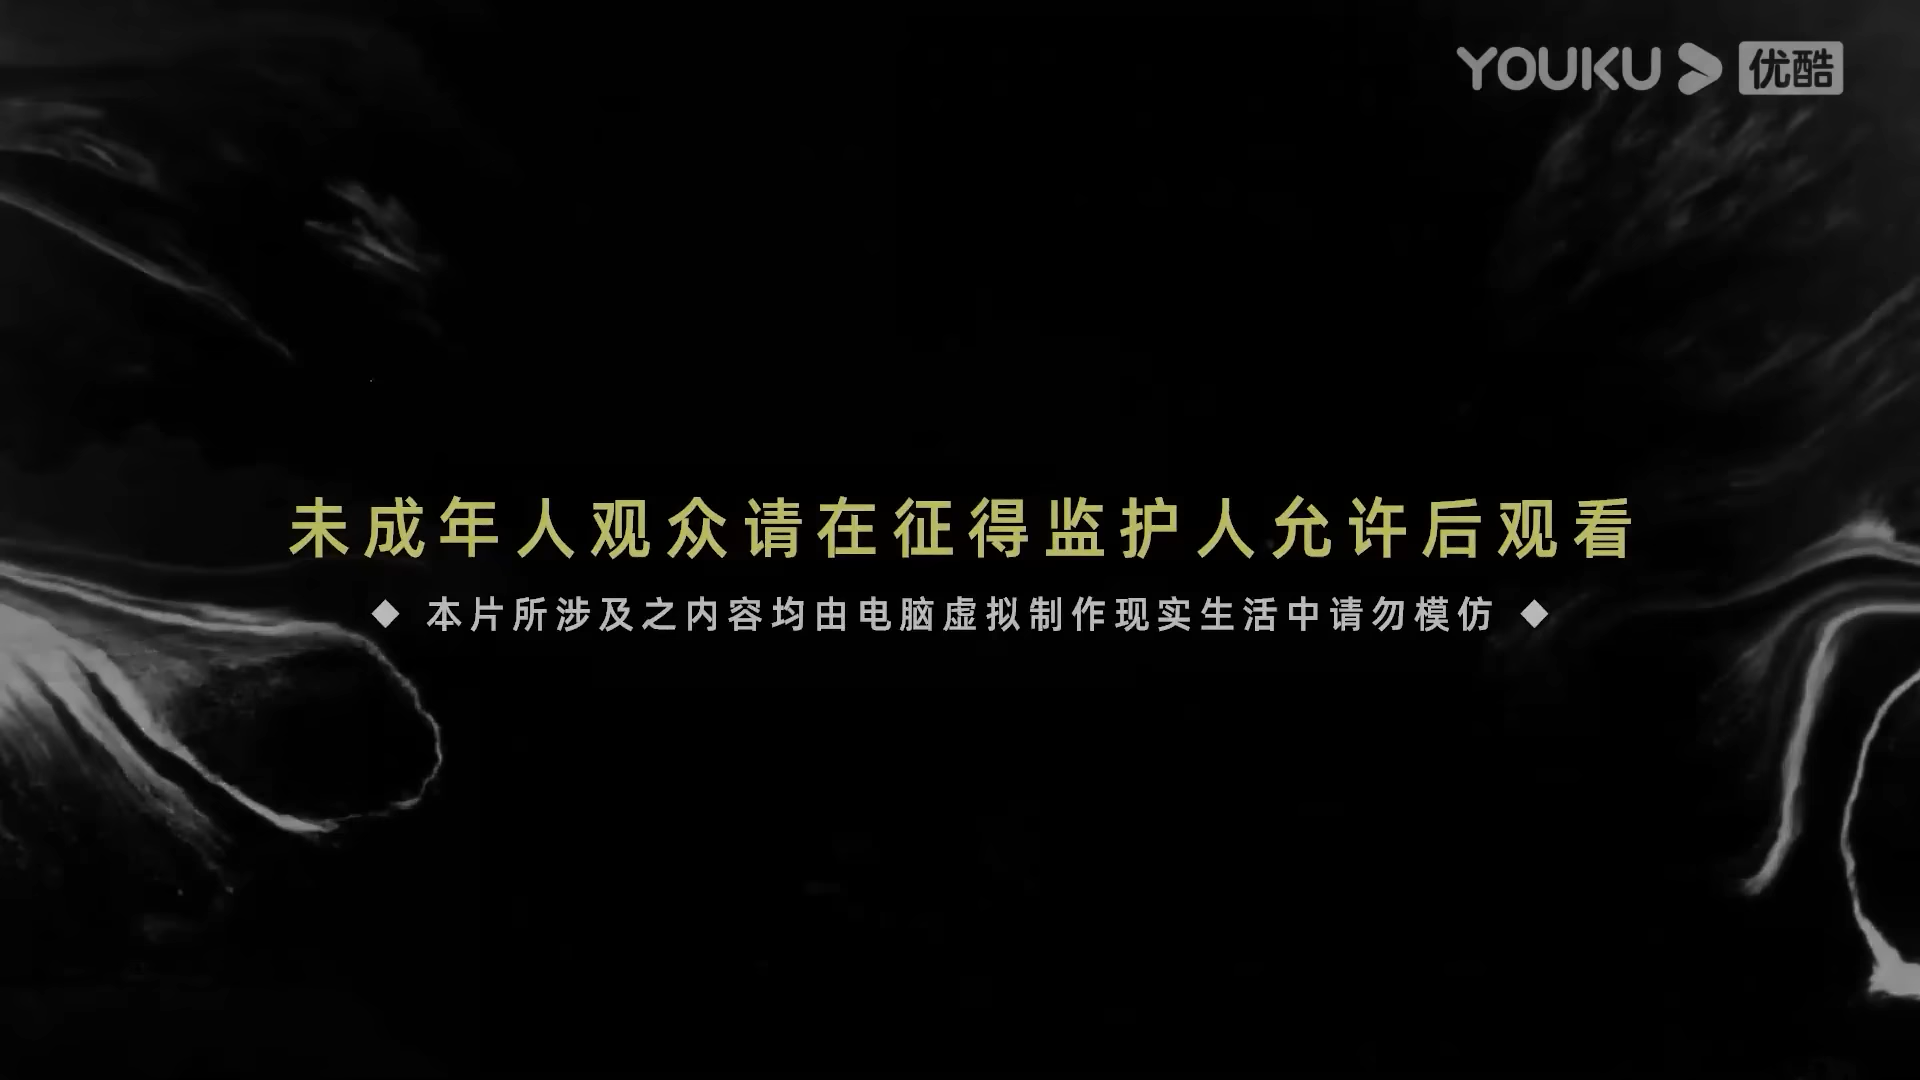 YOUKU 优酷
未成年人观众请在征得监护人允许后观看
◆ 本片所涉及之内容均由电脑虚拟制作现实生活中请勿模仿 ◆